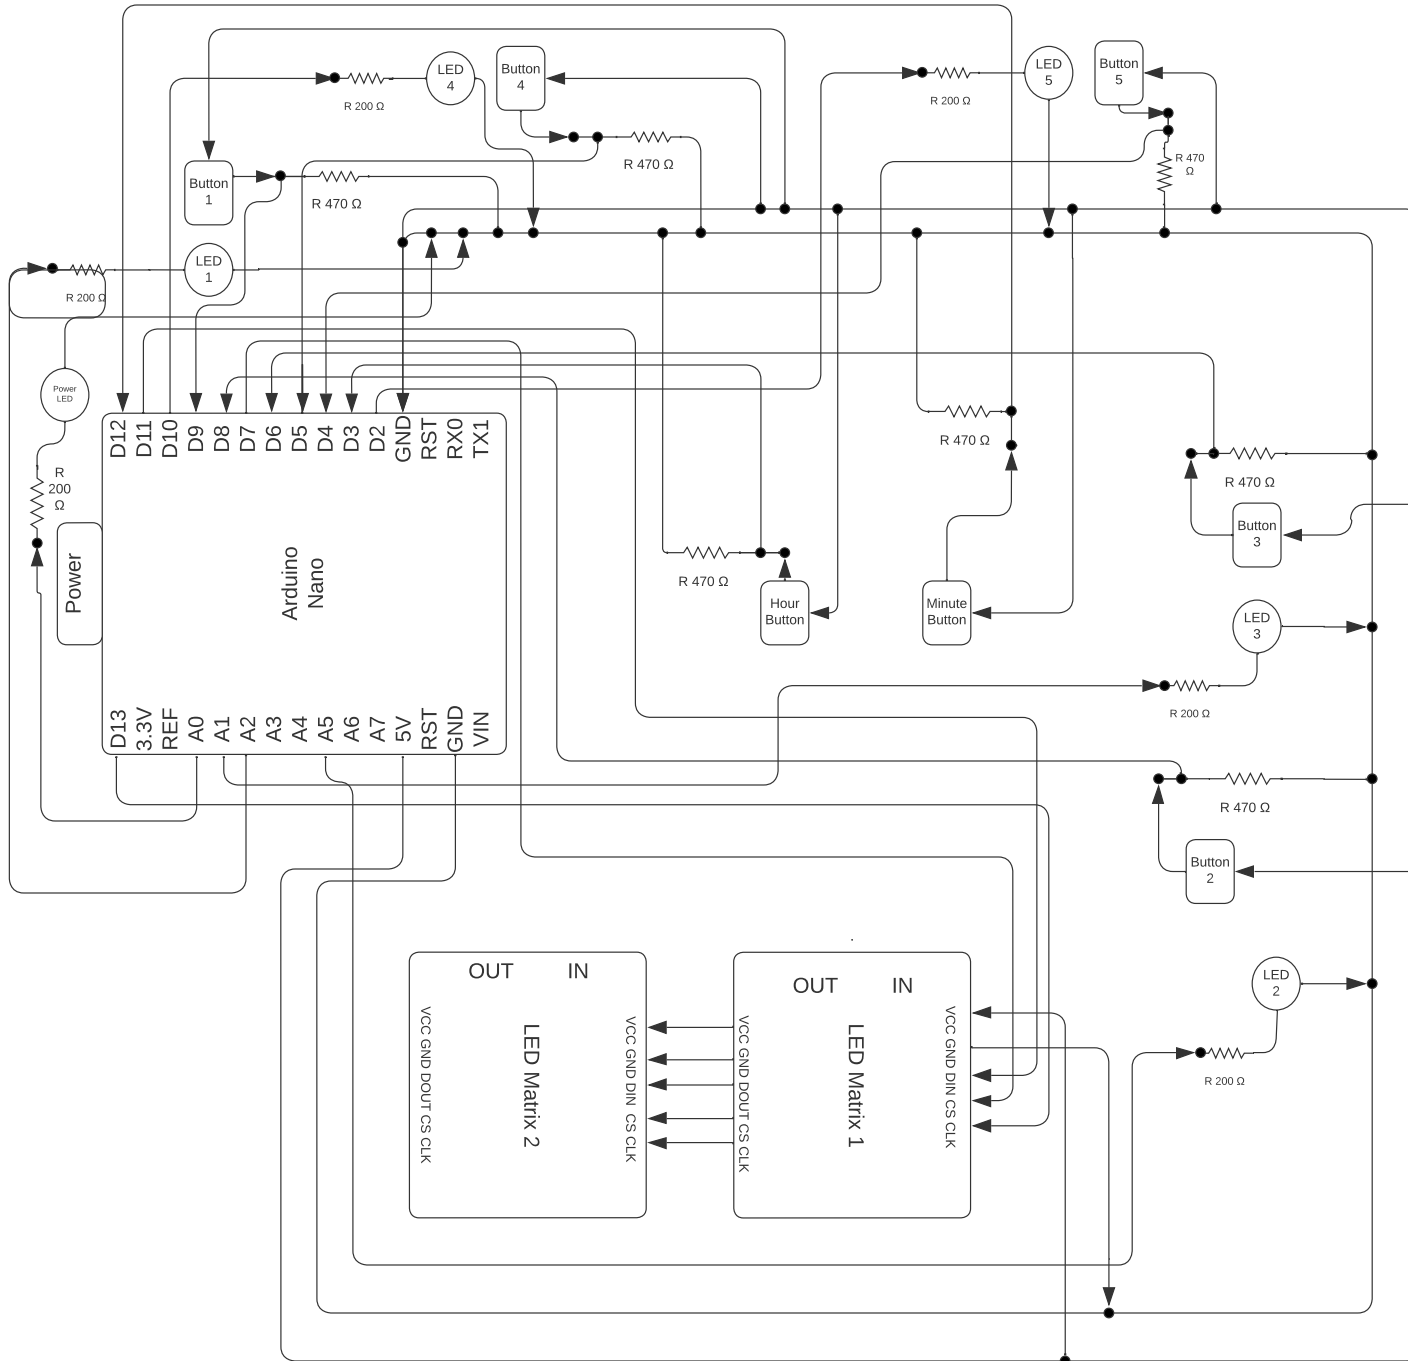 LED
4
Button
4
LED
5
Button
5
R 200 Ω
R 200 Ω
R 470 Ω
R 470
Ω
Button
1
R 470 Ω
LED
1
R 200 Ω
Power
LED
D12
D11
D10
D9
D8
D7
D6
D5
D4
D3
D2
GND
RST
RX0
TX1
R 470 Ω
R
200
Ω
R 470 Ω
Button
3
Power
Arduino
Nano
R 470 Ω
Hour
Button
Minute
Button
LED
3
R 200 Ω
D13
3.3V
REF
A0
A1
A2
A3
A4
A5
A6
A7
5V
RST
GND
VIN
R 470 Ω
Button
2
OUT IN
VCC GND DOUT CS CLK
LED Matrix 2
VCC GND DIN CS CLK
OUT IN
VCC GND DOUT CS CLK
LED Matrix 1
VCC GND DIN CS CLK
LED
2
R 200 Ω